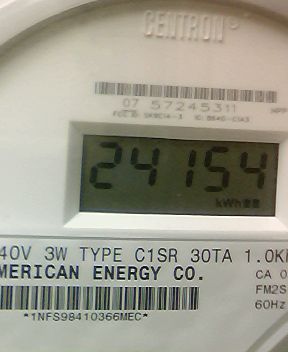 CENTRON®
07 57245311
24154
kWh
40V 3W TYPE C1SR 30TA 1.0K
MERICAN ENERGY CO.
CA 0
FM2S
60Hz
*1NFS98410366MEC*